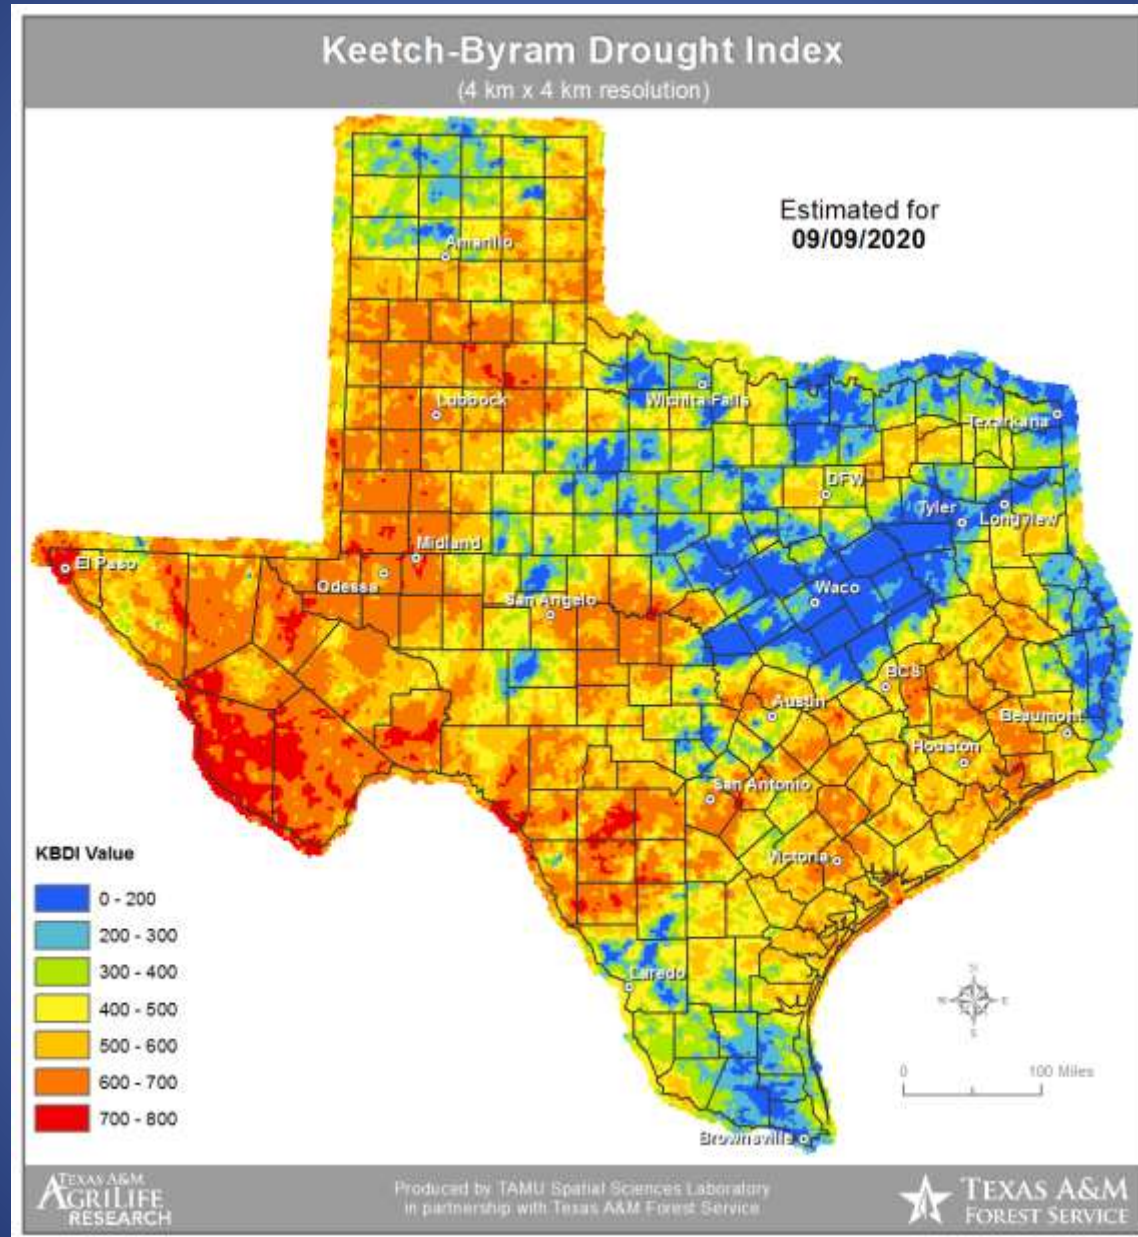 Keetch-Byram Drought Index
(4 km x 4 km resolution)
Estimated for
09/09/2020
Amarillo
Lubbock
Wichita Falls
Texarkana
DFW
Tyler
Longview
El Paso
Midland
Odessa
San Angelo
Waco
BCS
Austin
Beaumont
Houston
San Antonio
Victoria
Laredo
Brownsville
KBDI Value
0 - 200
200 - 300
300 - 400
400 - 500
500 - 600
600 - 700
700 - 800
N
W
E
S
0
100 Miles
TEXAS A&M
AGRILIFE
RESEARCH
Produced by TAMU Spatial Sciences Laboratory
in partnership with Texas A&M Forest Service
TEXAS A&M
FOREST SERVICE